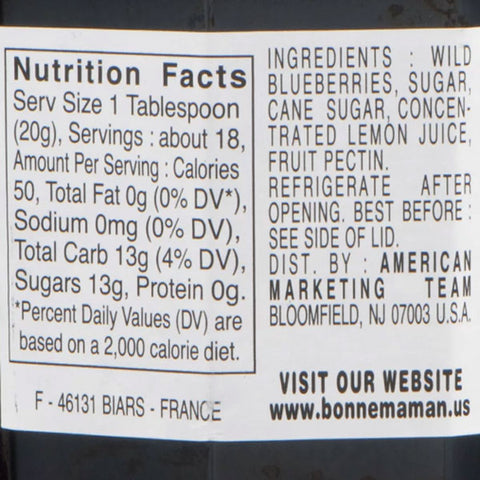 Nutrition Facts
Serv Size 1 Tablespoon
(20g), Servings : about 18,
Amount Per Serving : Calories
50, Total Fat 0g (0% DV*),
Sodium 0mg (0% DV),
Total Carb 13g (4% DV),
Sugars 13g, Protein 0g.
*Percent Daily Values (DV) are
based on a 2,000 calorie diet.
F - 46131 BIARS - FRANCE
INGREDIENTS : WILD
BLUEBERRIES, SUGAR,
CANE SUGAR, CONCEN-
TRATED LEMON JUICE,
FRUIT PECTIN.
REFRIGERATE AFTER
OPENING. BEST BEFORE :
SEE SIDE OF LID.
DIST. BY : AMERICAN
MARKETING TEAM
BLOOMFIELD, NJ 07003 U.S.A.
VISIT OUR WEBSITE
www.bonnemaman.us